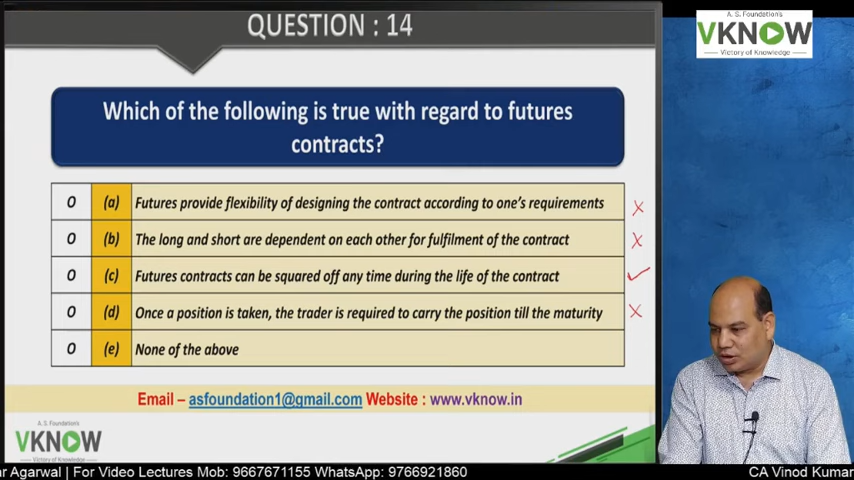 QUESTION : 14
A. S. Foundation's
VKNOW
Victory of Knowledge
Which of the following is true with regard to futures
contracts?
O (a) Futures provide flexibility of designing the contract according to one's requirements
O (b) The long and short are dependent on each other for fulfilment of the contract
O (c) Futures contracts can be squared off any time during the life of the contract
O (d) Once a position is taken, the trader is required to carry the position till the maturity
O (e) None of the above
Email – asfoundation1@gmail.com Website : www.vknow.in
A. S. Foundation's
VKNOW
Victory of Knowledge
ar Agarwal | For Video Lectures Mob: 9667671155 WhatsApp: 9766921860
CA Vinod Kumar